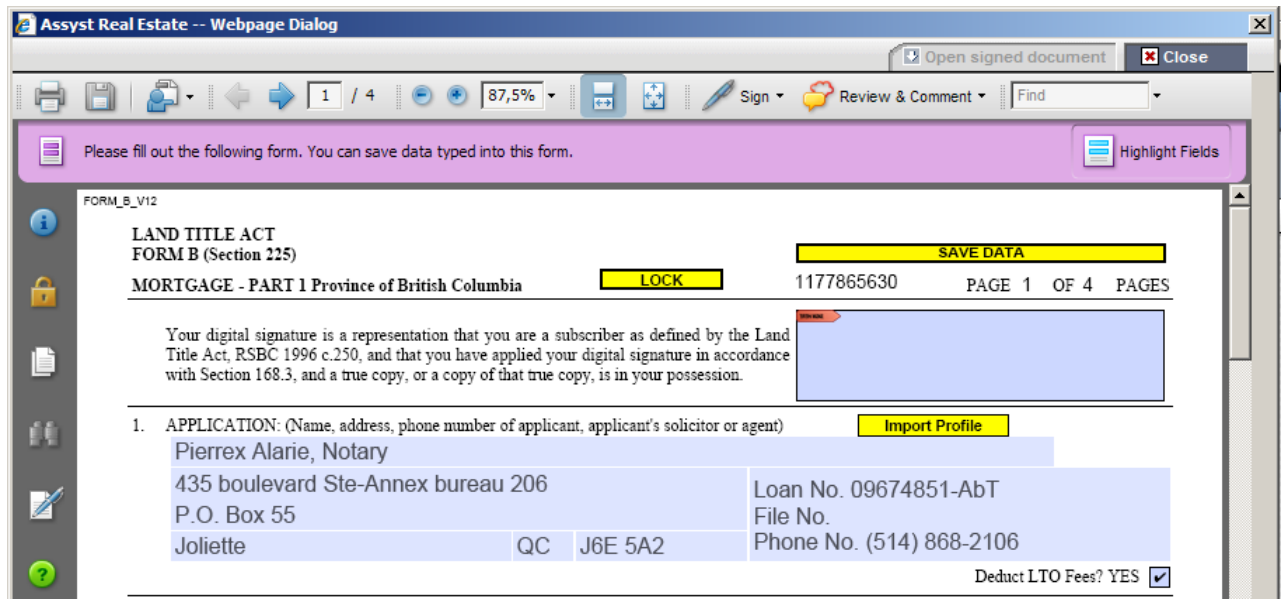 Assyst Real Estate -- Webpage Dialog
Open signed document Close
1 / 4 87,5% Sign Review & Comment Find
Please fill out the following form. You can save data typed into this form. Highlight Fields
FORM_B_V12
LAND TITLE ACT
FORM B (Section 225)
SAVE DATA
MORTGAGE - PART 1 Province of British Columbia LOCK 1177865630 PAGE 1 OF 4 PAGES
Your digital signature is a representation that you are a subscriber as defined by the Land
Title Act, RSBC 1996 c.250, and that you have applied your digital signature in accordance
with Section 168.3, and a true copy, or a copy of that true copy, is in your possession.
1. APPLICATION: (Name, address, phone number of applicant, applicant's solicitor or agent) Import Profile
Pierrex Alarie, Notary
435 boulevard Ste-Annex bureau 206
P.O. Box 55
Joliette QC J6E 5A2
Loan No. 09674851-AbT
File No.
Phone No. (514) 868-2106
Deduct LTO Fees? YES